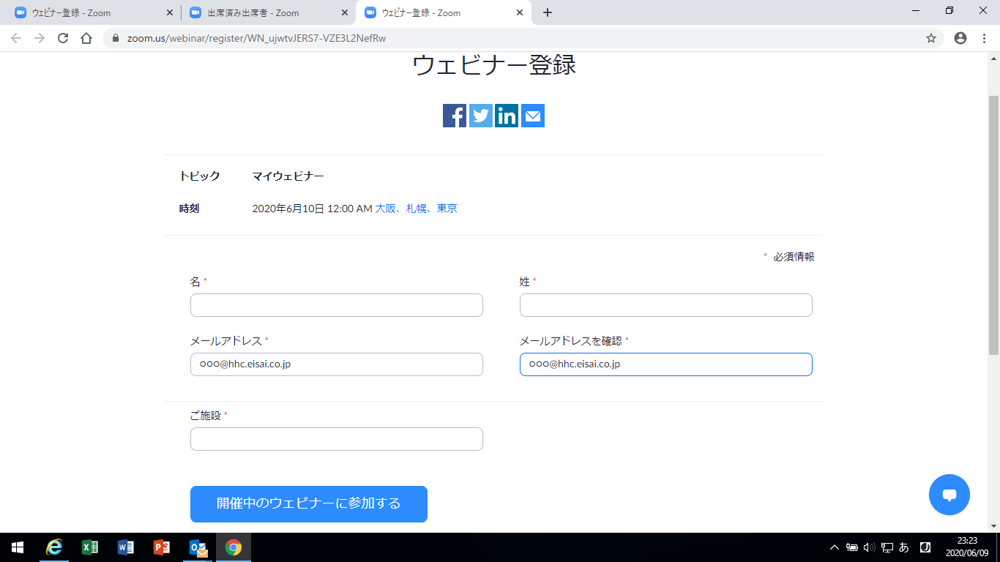 ウェビナー登録 - Zoom
出席済み出席者 - Zoom
ウェビナー登録 - Zoom
zoom.us/webinar/register/WN_ujwtvJERS7-VZE3L2NefRw
ウェビナー登録
トピック マイウェビナー
時刻 2020年6月10日 12:00 AM 大阪、札幌、東京
* 必須情報
名 *
姓 *
メールアドレス *
メールアドレスを確認 *
○○○@hhc.eisai.co.jp
○○○@hhc.eisai.co.jp
ご施設 *
開催中のウェビナーに参加する
あ
23:23
2020/06/09